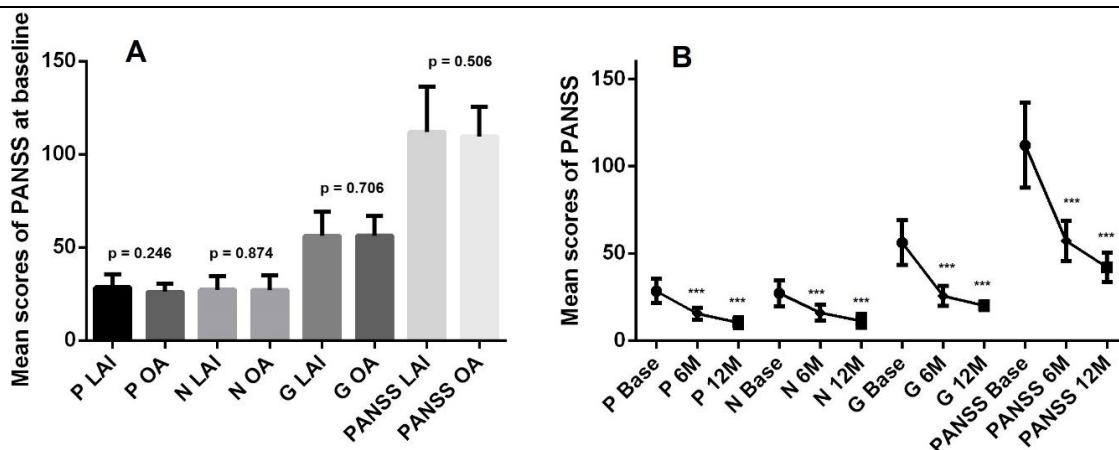 A
Mean scores of PANSS at baseline
150
100
50
0
p = 0.246
p = 0.874
p = 0.706
p = 0.506
P LAI
P OA
N LAI
N OA
G LAI
G OA
PANSS LAI
PANSS OA
B
Mean scores of PANSS
150
100
50
0
***
***
***
***
***
***
***
***
P Base
P 6M
P 12M
N Base
N 6M
N 12M
G Base
G 6M
G 12M
PANSS Base
PANSS 6M
PANSS 12M